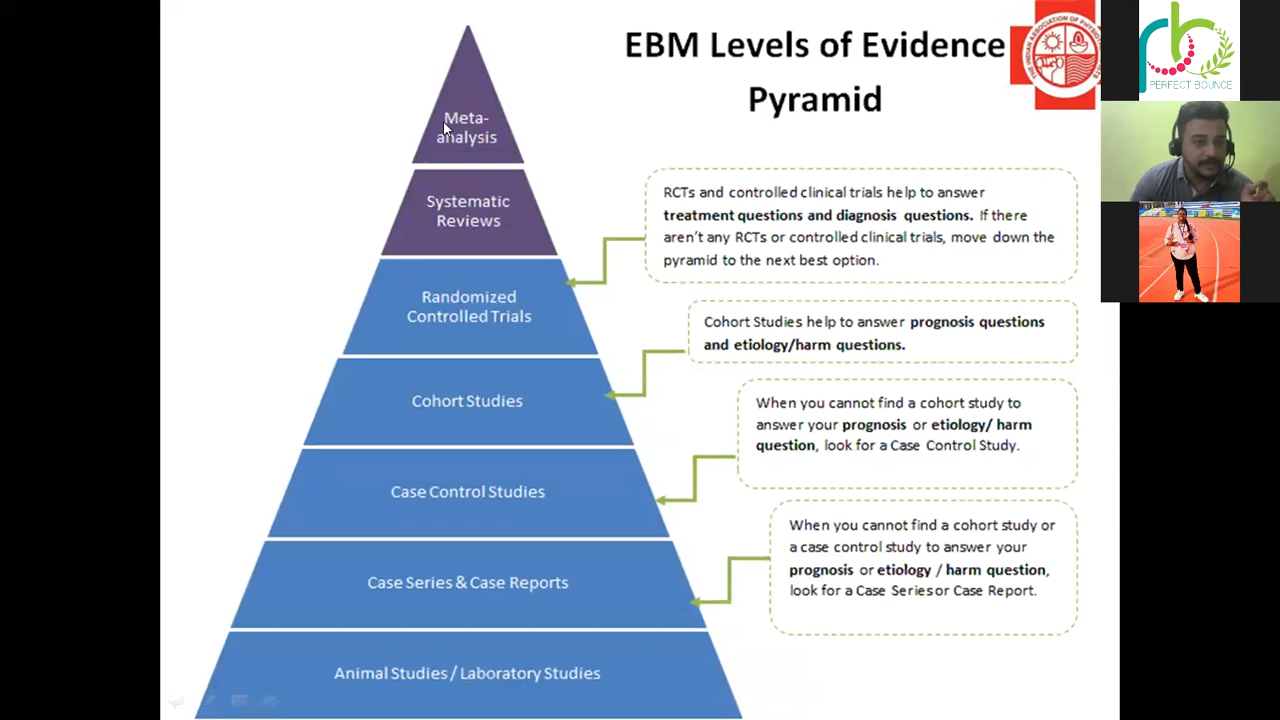 EBM Levels of Evidence
Pyramid
Meta-
analysis
Systematic
Reviews
Randomized
Controlled Trials
Cohort Studies
Case Control Studies
Case Series & Case Reports
Animal Studies / Laboratory Studies
RCTs and controlled clinical trials help to answer
treatment questions and diagnosis questions. If there
aren't any RCTs or controlled clinical trials, move down the
pyramid to the next best option.
Cohort Studies help to answer prognosis questions
and etiology/harm questions.
When you cannot find a cohort study to
answer your prognosis or etiology/ harm
question, look for a Case Control Study.
When you cannot find a cohort study or
a case control study to answer your
prognosis or etiology / harm question,
look for a Case Series or Case Report.
THE INDIAN ASSOCIATION OF
PERFECT BOUNCE